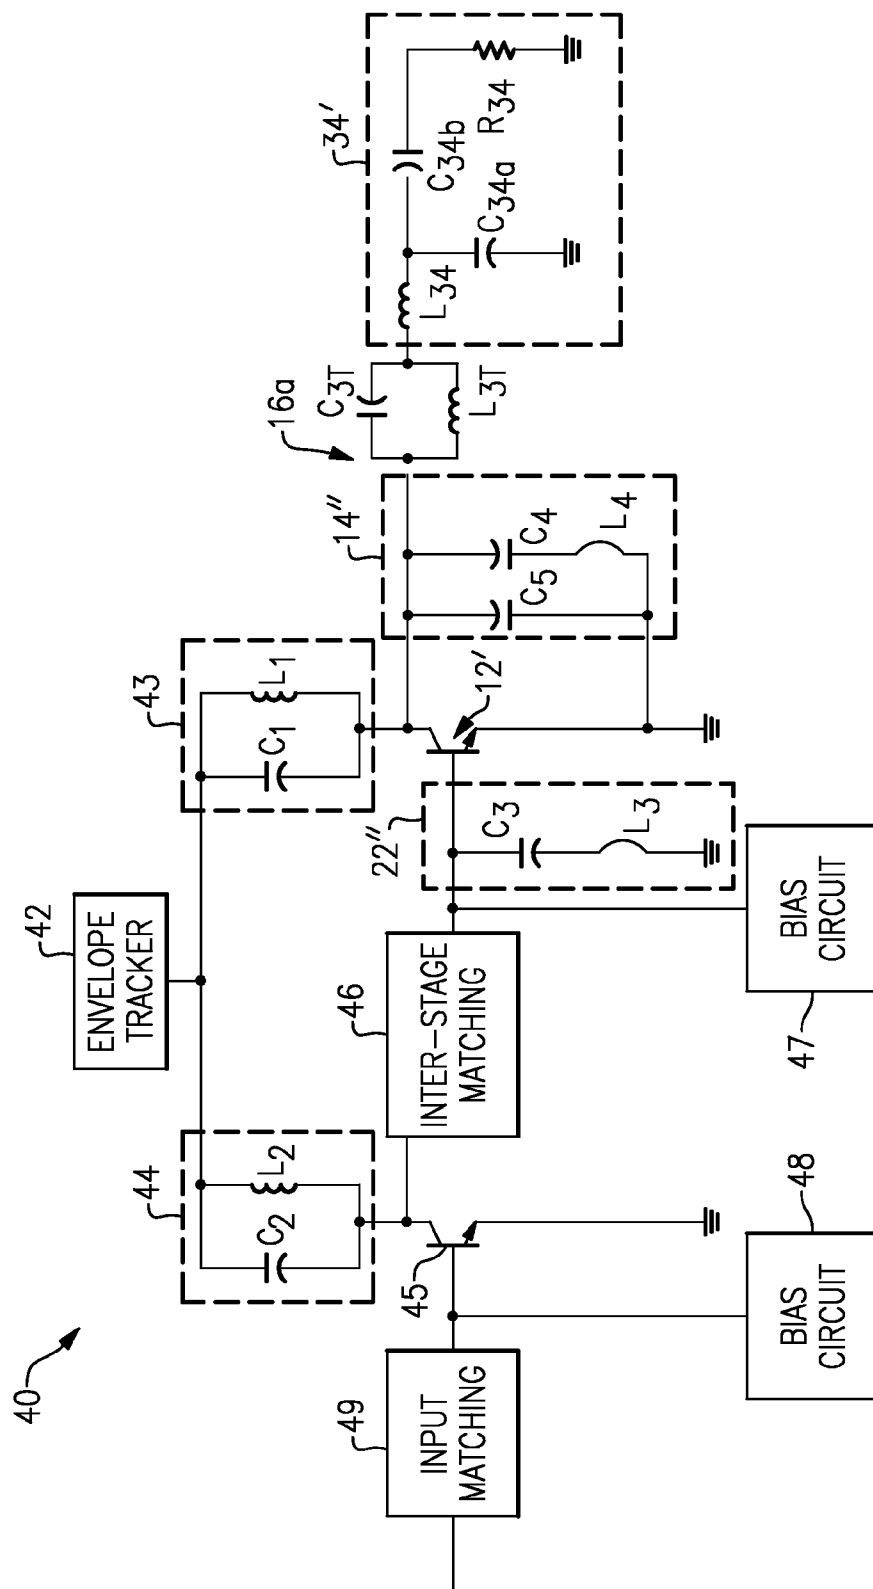 40
42
ENVELOPE
TRACKER
44
C2
L2
43
C1
L1
16a
C3T
L3T
34′
L34
C34b
C34a
R34
49
INPUT
MATCHING
45
46
INTER-STAGE
MATCHING
22″
C3
L3
12′
14″
C5
C4
L4
BIAS
CIRCUIT
48
BIAS
CIRCUIT
47